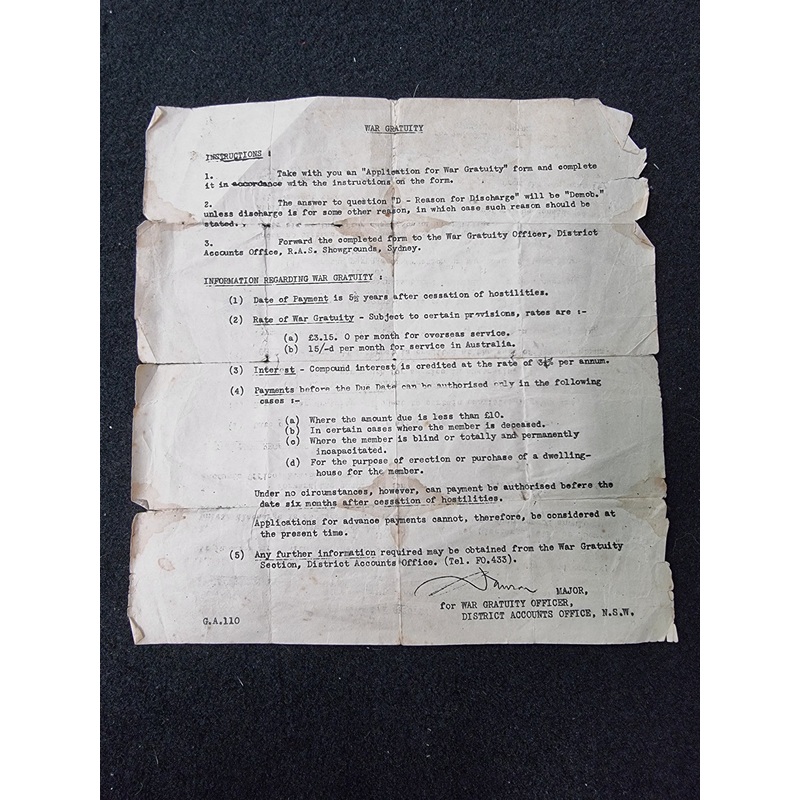 WAR GRATUITY
INSTRUCTIONS :
1. Take with you an "Application for War Gratuity" form and complete
it in accordance with the instructions on the form.
2. The answer to question "D - Reason for Discharge" will be "Demob."
unless discharge is for some other reason, in which case such reason should be
stated.
3. Forward the completed form to the War Gratuity Officer, District
Accounts Office, R.A.S. Showgrounds, Sydney.
INFORMATION REGARDING WAR GRATUITY :
(1) Date of Payment is 5½ years after cessation of hostilities.
(2) Rate of War Gratuity - Subject to certain provisions, rates are :-
(a) £3.15. 0 per month for overseas service.
(b) 15/-d per month for service in Australia.
(3) Interest - Compound interest is credited at the rate of per annum.
(4) Payments before the Due Date can be authorised only in the following
cases :-
(a) Where the amount due is less than £10.
(b) In certain cases where the member is deceased.
(c) Where the member is blind or totally and permanently
incapacitated.
(d) For the purpose of erection or purchase of a dwelling-
house for the member.
Under no circumstances, however, can payment be authorised before the
date six months after cessation of hostilities.
Applications for advance payments cannot, therefore, be considered at
the present time.
(5) Any further information required may be obtained from the War Gratuity
Section, District Accounts Office. (Tel. FO.433).
MAJOR,
for WAR GRATUITY OFFICER,
DISTRICT ACCOUNTS OFFICE, N.S.W.
G.A.110